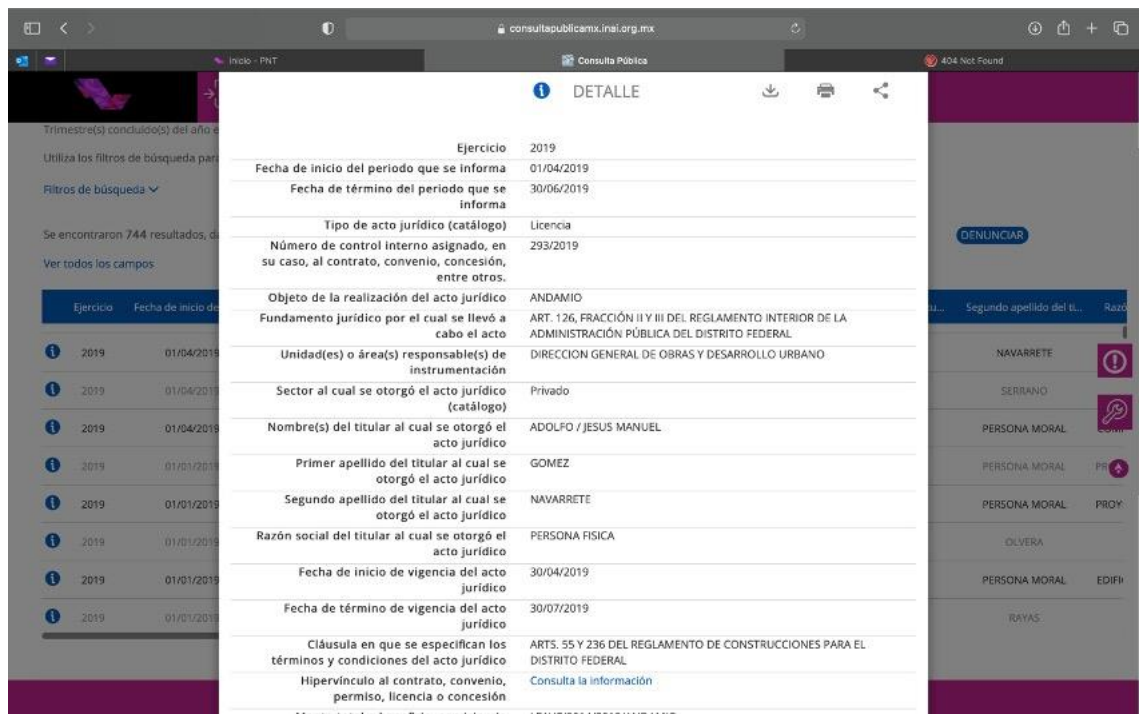 consultapublicamx.inai.org.mx
Inicio - PNT
Consulta Pública
404 Not Found
DETALLE
Trimestre(s) concluido(s) del año e
Utiliza los filtros de búsqueda para
Filtros de búsqueda
Se encontraron 744 resultados, da
Ver todos los campos
DENUNCIAR
Ejercicio Fecha de inicio de
Segundo apellido del ti... Razó
2019 01/04/2019 NAVARRETE
2019 01/04/2019 SERRANO
2019 01/04/2019 PERSONA MORAL
2019 01/01/2019 PERSONA MORAL
2019 01/01/2019 PERSONA MORAL PROY
2019 01/01/2019 OLVERA
2019 01/01/2019 PERSONA MORAL EDIFI
2019 01/01/2019 RAYAS
Ejercicio 2019
Fecha de inicio del periodo que se informa 01/04/2019
Fecha de término del periodo que se 30/06/2019
informa
Tipo de acto jurídico (catálogo) Licencia
Número de control interno asignado, en 293/2019
su caso, al contrato, convenio, concesión,
entre otros.
Objeto de la realización del acto jurídico ANDAMIO
Fundamento jurídico por el cual se llevó a ART. 126, FRACCIÓN II Y III DEL REGLAMENTO INTERIOR DE LA
cabo el acto ADMINISTRACIÓN PÚBLICA DEL DISTRITO FEDERAL
Unidad(es) o área(s) responsable(s) de DIRECCION GENERAL DE OBRAS Y DESARROLLO URBANO
instrumentación
Sector al cual se otorgó el acto jurídico Privado
(catálogo)
Nombre(s) del titular al cual se otorgó el ADOLFO / JESUS MANUEL
acto jurídico
Primer apellido del titular al cual se GOMEZ
otorgó el acto jurídico
Segundo apellido del titular al cual se NAVARRETE
otorgó el acto jurídico
Razón social del titular al cual se otorgó el PERSONA FISICA
acto jurídico
Fecha de inicio de vigencia del acto 30/04/2019
jurídico
Fecha de término de vigencia del acto 30/07/2019
jurídico
Cláusula en que se especifican los ARTS. 55 Y 236 DEL REGLAMENTO DE CONSTRUCCIONES PARA EL
términos y condiciones del acto jurídico DISTRITO FEDERAL
Hipervínculo al contrato, convenio, Consulta la información
permiso, licencia o concesión